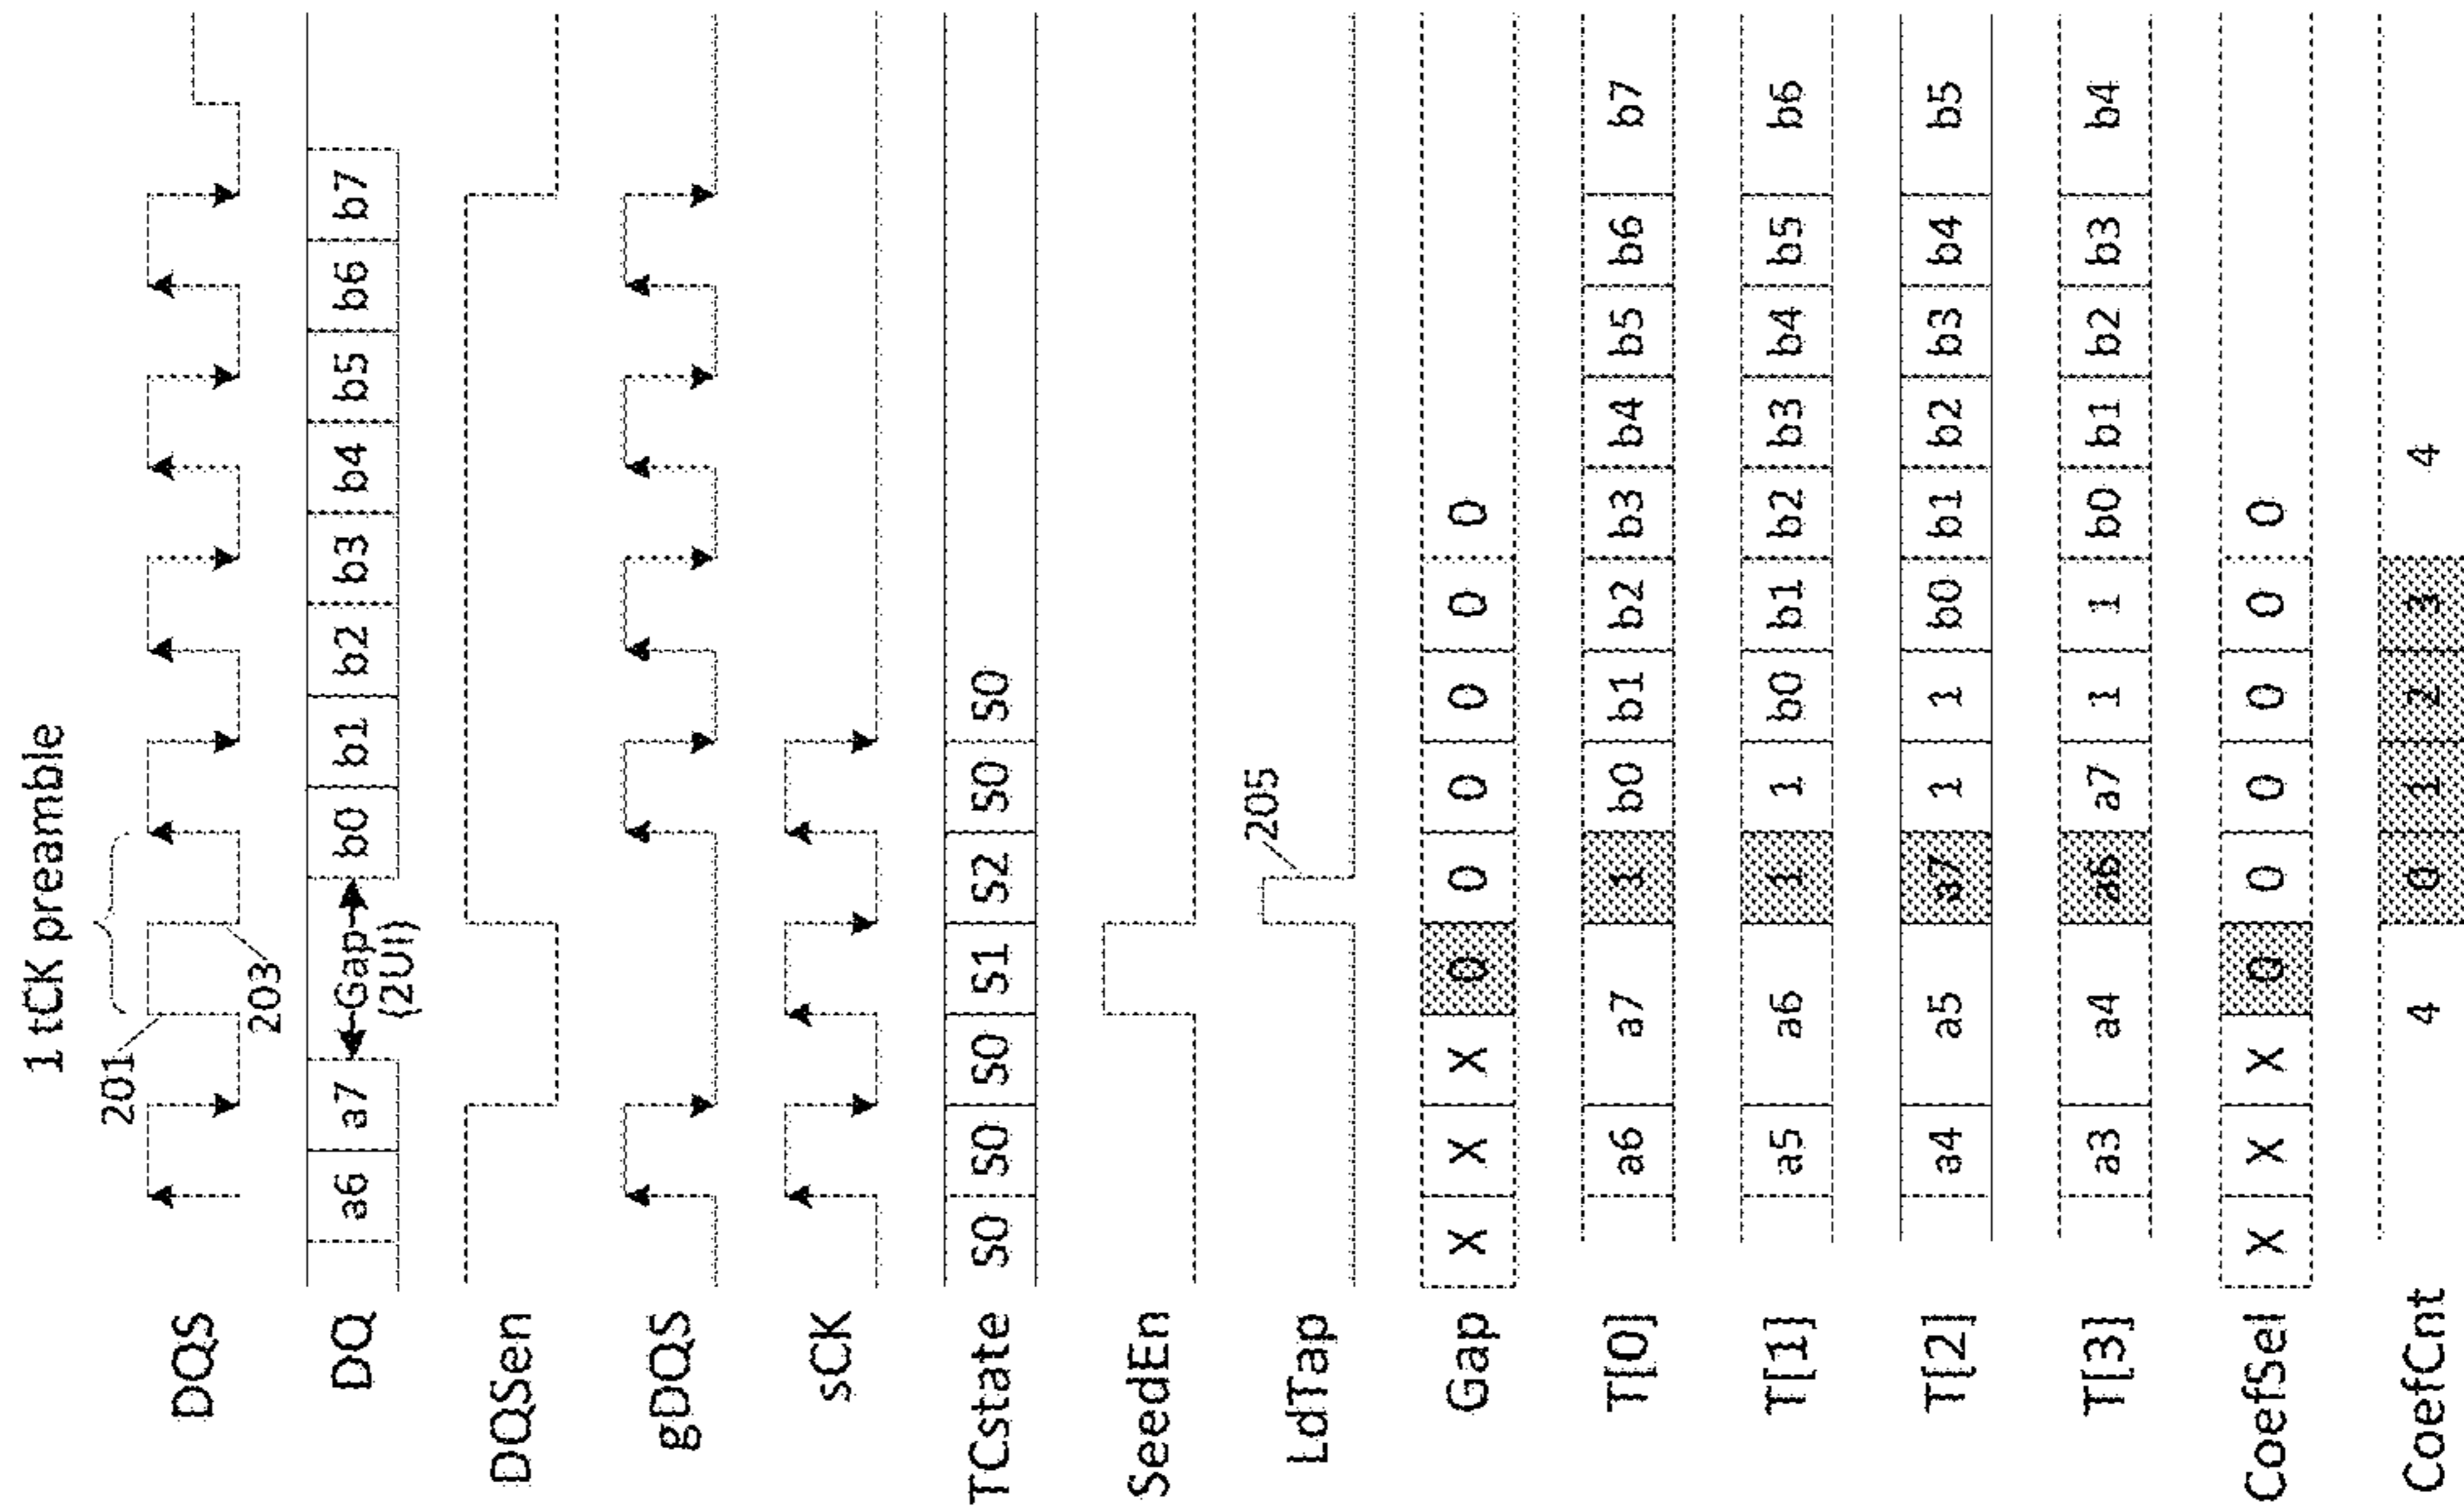 1 tCK preamble
201
203
DQS
DQ a6 a7 Gap (2UI) b0 b1 b2 b3 b4 b5 b6 b7
DQSen
gDQS
sCK
TCstate S0 S0 S0 S1 S2 S0 S0
SeedEn
205
LdTap
Gap X X X 0 0 0 0 0 0
T[0] a6 a7 1 b0 b1 b2 b3 b4 b5 b6 b7
T[1] a5 a6 1 1 b0 b1 b2 b3 b4 b5 b6
T[2] a4 a5 a7 1 1 b0 b1 b2 b3 b4 b5
T[3] a3 a4 a6 a7 1 1 b0 b1 b2 b3 b4
CoefSel X X X 0 0 0 0 0 0
CoefCnt 4 0 1 2 3 4